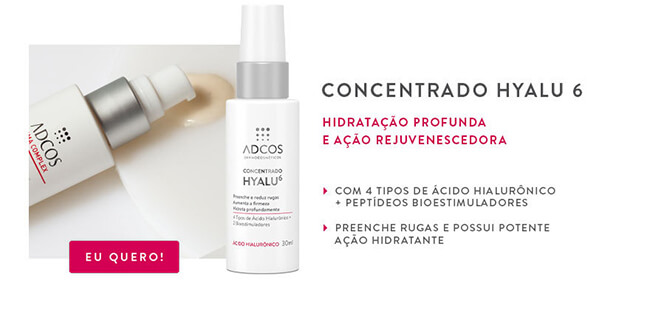 CONCENTRADO HYALU 6
HIDRATAÇÃO PROFUNDA
E AÇÃO REJUVENESCEDORA
COM 4 TIPOS DE ÁCIDO HIALURÔNICO
+ PEPTÍDEOS BIOESTIMULADORES
PREENCHE RUGAS E POSSUI POTENTE
AÇÃO HIDRATANTE
EU QUERO!
ADCOS
COMPLEX
ADCOS
CONCENTRADO
HYALU⁶
Preenche e reduz rugas
Aumenta a firmeza
Hidrata profundamente
4 Tipos de Ácido Hialurônico +
2 Bioestimuladores
ÁCIDO HIALURÔNICO 30ml